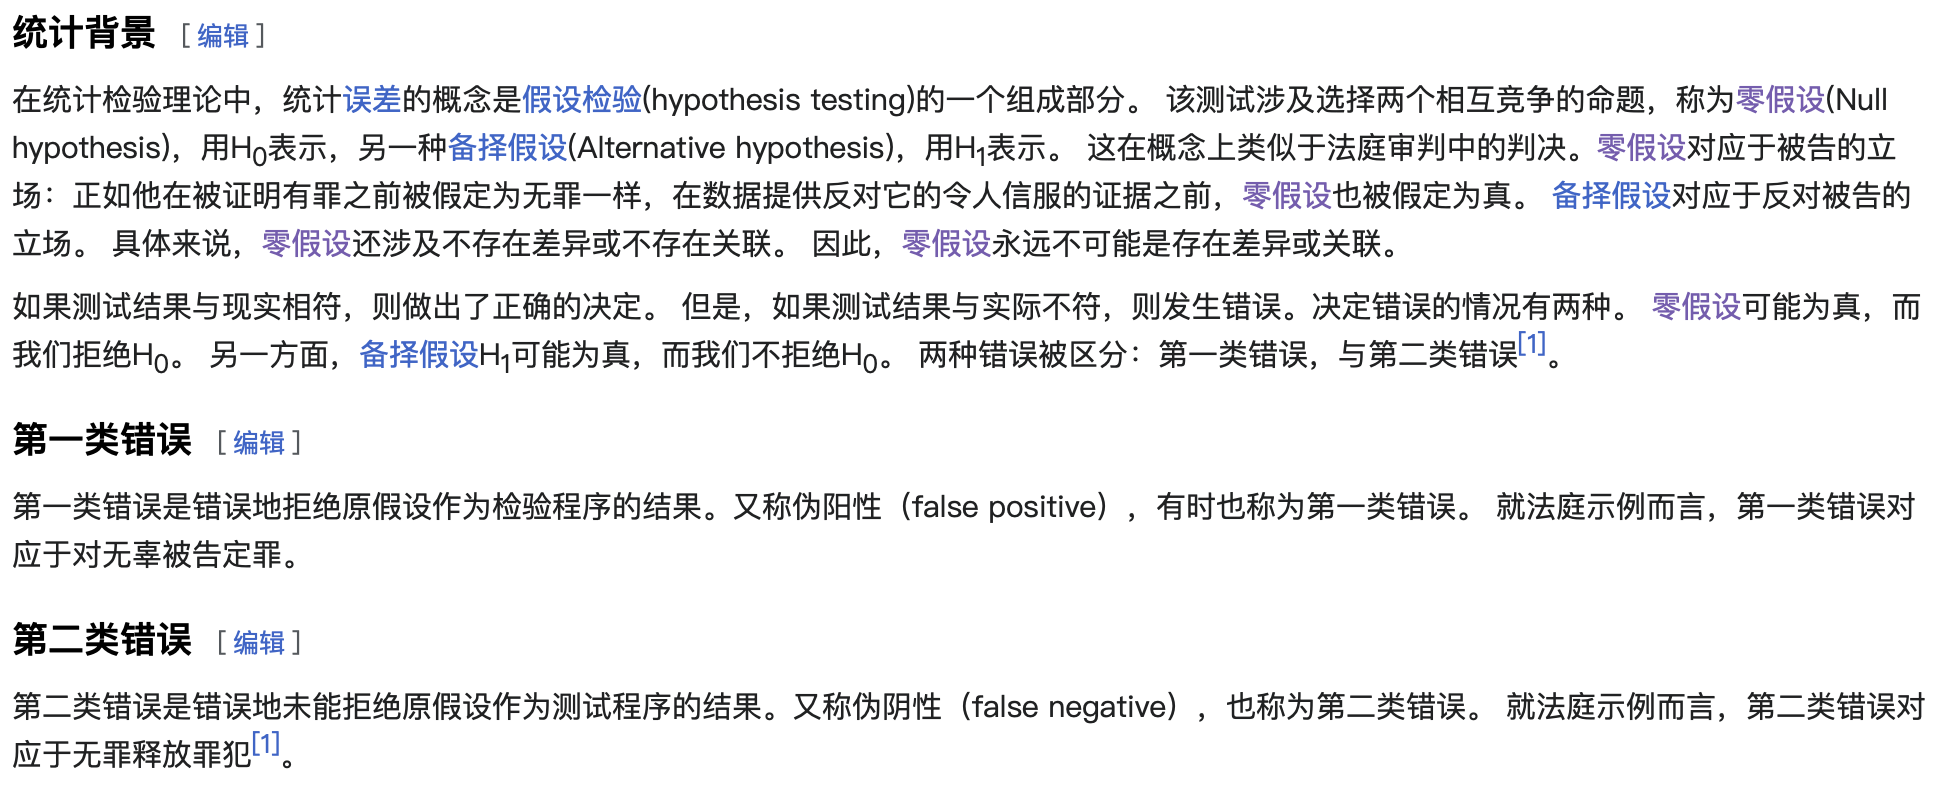 统计背景 [编辑]
在统计检验理论中，统计误差的概念是假设检验(hypothesis testing)的一个组成部分。 该测试涉及选择两个相互竞争的命题，称为零假设(Null
hypothesis)，用H₀表示，另一种备择假设(Alternative hypothesis)，用H₁表示。 这在概念上类似于法庭审判中的判决。零假设对应于被告的立
场：正如他在被证明有罪之前被假定为无罪一样，在数据提供反对它的令人信服的证据之前，零假设也被假定为真。 备择假设对应于反对被告的
立场。 具体来说，零假设还涉及不存在差异或不存在关联。 因此，零假设永远不可能是存在差异或关联。
如果测试结果与现实相符，则做出了正确的决定。 但是，如果测试结果与实际不符，则发生错误。决定错误的情况有两种。 零假设可能为真，而
我们拒绝H₀。 另一方面，备择假设H₁可能为真，而我们不拒绝H₀。 两种错误被区分：第一类错误，与第二类错误[1]。
第一类错误 [编辑]
第一类错误是错误地拒绝原假设作为检验程序的结果。又称伪阳性（false positive），有时也称为第一类错误。 就法庭示例而言，第一类错误对
应于对无辜被告定罪。
第二类错误 [编辑]
第二类错误是错误地未能拒绝原假设作为测试程序的结果。又称伪阴性（false negative），也称为第二类错误。 就法庭示例而言，第二类错误对
应于无罪释放罪犯[1]。